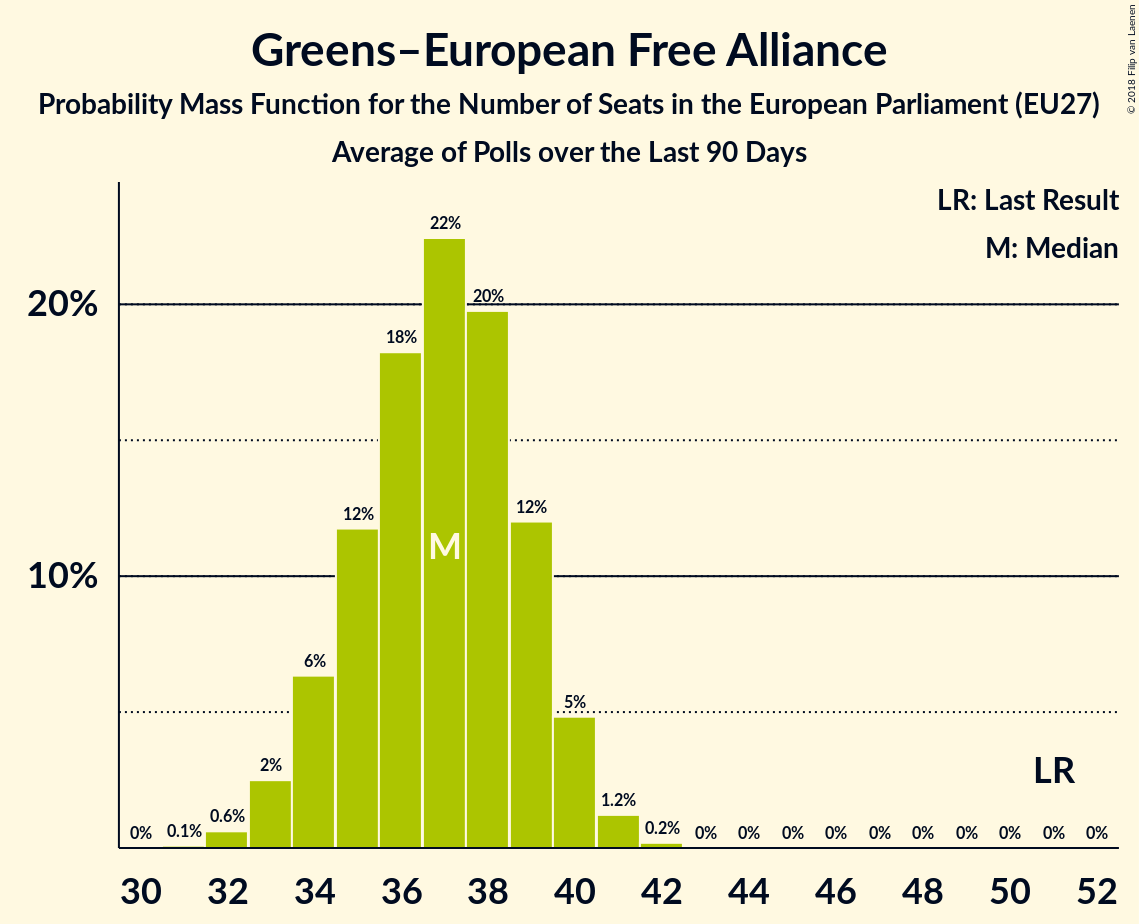 Greens–European Free Alliance
Probability Mass Function for the Number of Seats in the European Parliament (EU27)
Average of Polls over the Last 90 Days
© 2018 Filip van Laenen
LR: Last Result
M: Median
20%
10%
0%
0.1%
0.6%
2%
6%
12%
18%
22%
20%
12%
5%
1.2%
0.2%
0%
0%
0%
0%
0%
0%
0%
0%
0%
0%
M
LR
30 32 34 36 38 40 42 44 46 48 50 52